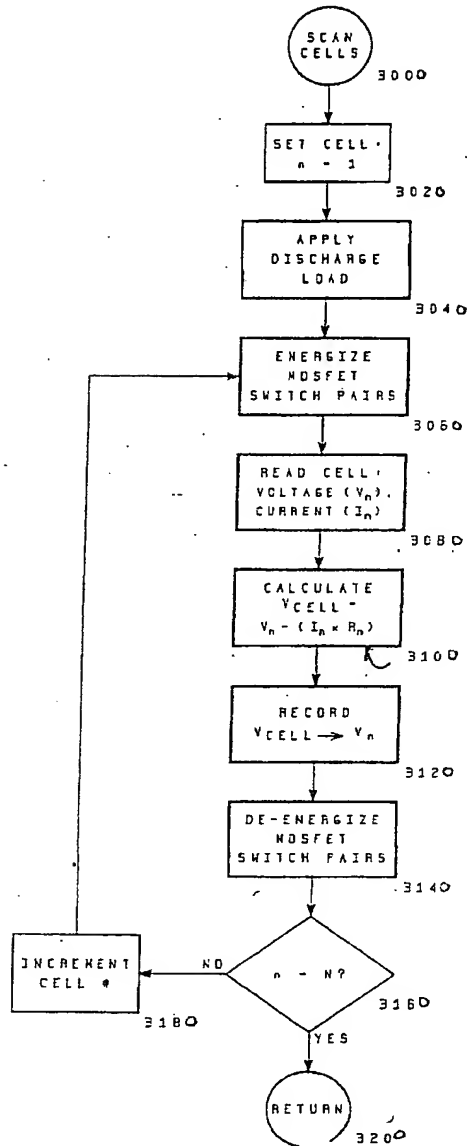 SCAN
CELLS
3000
SET CELL
n - 1
3020
APPLY
DISCHARGE
LOAD
3040
ENERGIZE
MOSFET
SWITCH PAIRS
3060
READ CELL
VOLTAGE (Vn),
CURRENT (In)
3080
CALCULATE
VCELL -
Vn - (In × Rn)
3100
RECORD
VCELL → Vn
3120
DE-ENERGIZE
MOSFET
SWITCH PAIRS
3140
n - N?
3160
NO
INCREMENT
CELL #
3180
YES
RETURN
3200